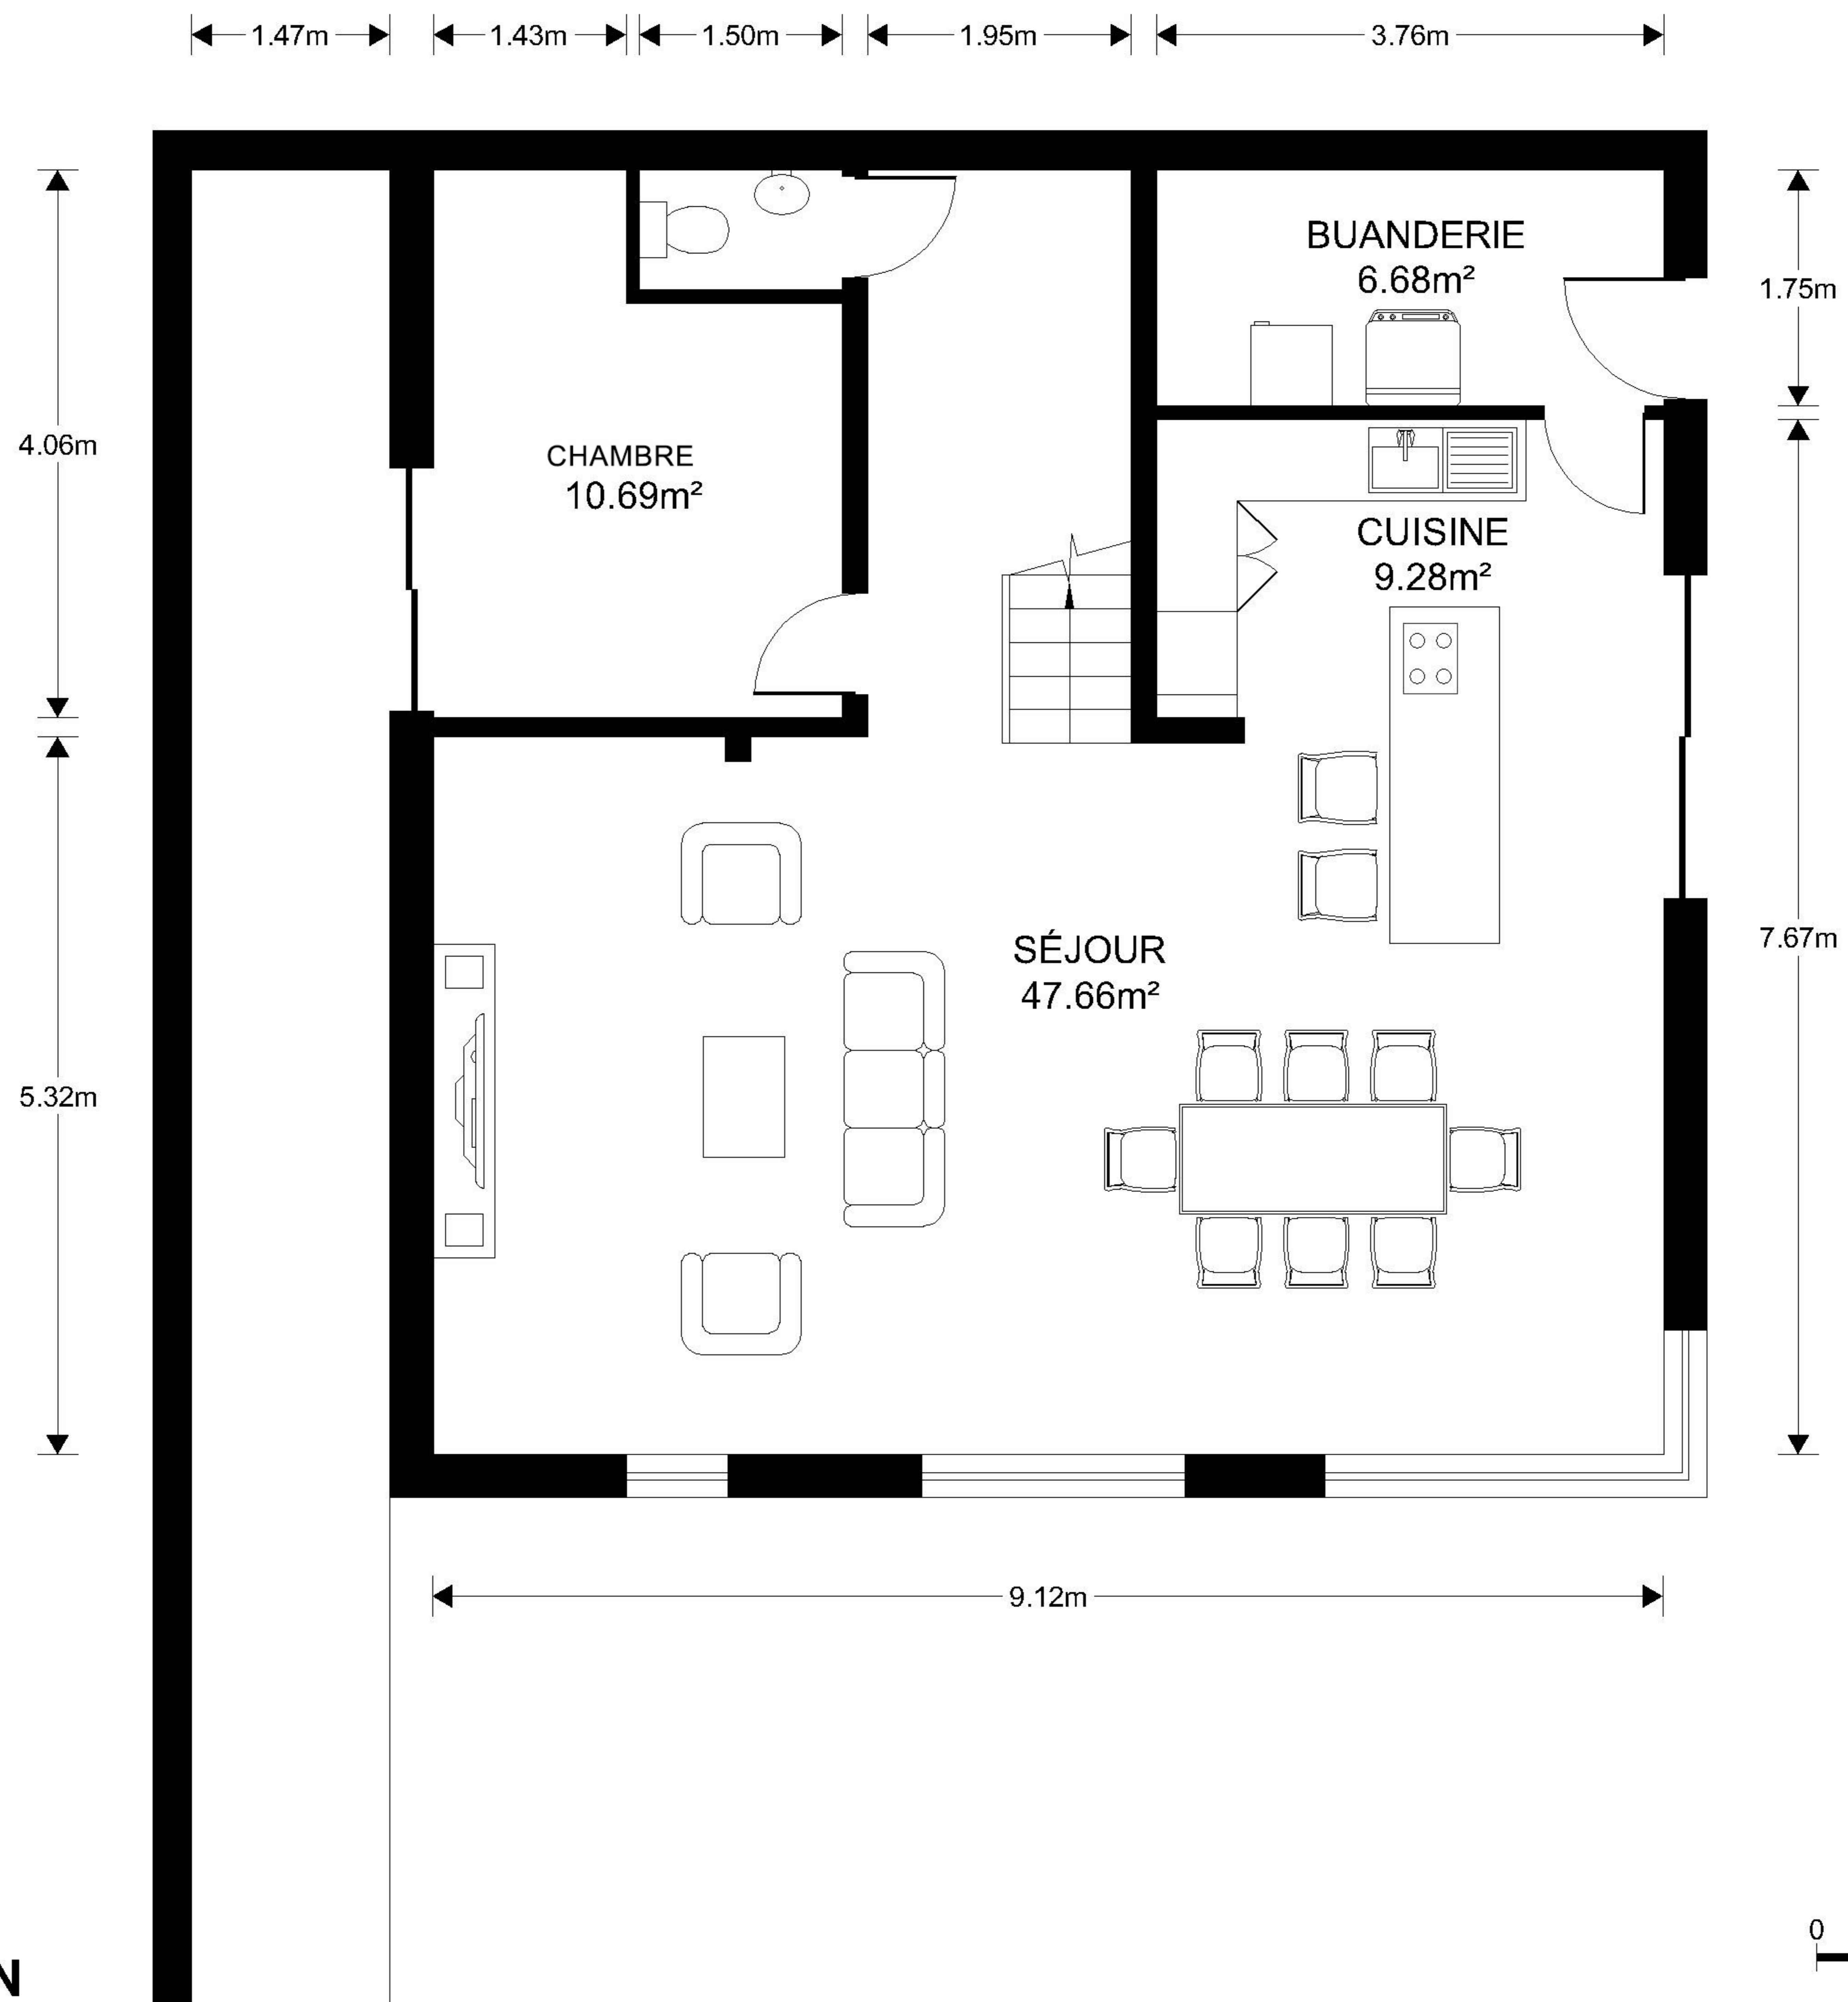 1.47m
1.43m
1.50m
1.95m
3.76m
BUANDERIE
6.68m²
1.75m
4.06m
CHAMBRE
10.69m²
CUISINE
9.28m²
7.67m
SÉJOUR
47.66m²
5.32m
9.12m
0
N